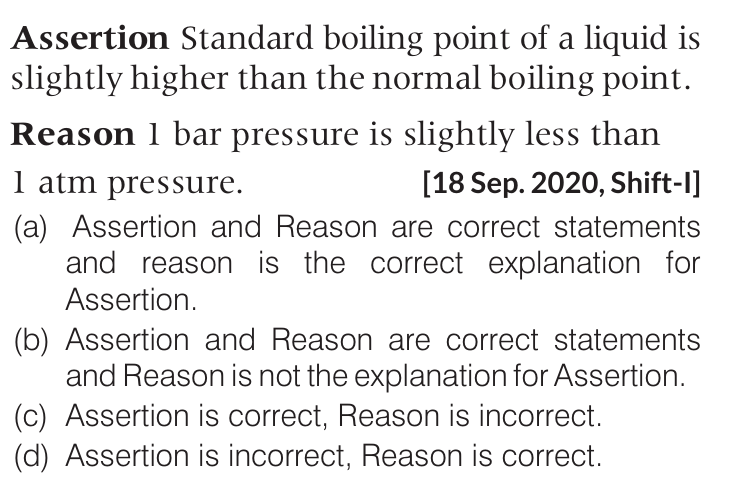 Assertion Standard boiling point of a liquid is
slightly higher than the normal boiling point.
Reason 1 bar pressure is slightly less than
1 atm pressure. [18 Sep. 2020, Shift-I]
(a) Assertion and Reason are correct statements
and reason is the correct explanation for
Assertion.
(b) Assertion and Reason are correct statements
and Reason is not the explanation for Assertion.
(c) Assertion is correct, Reason is incorrect.
(d) Assertion is incorrect, Reason is correct.